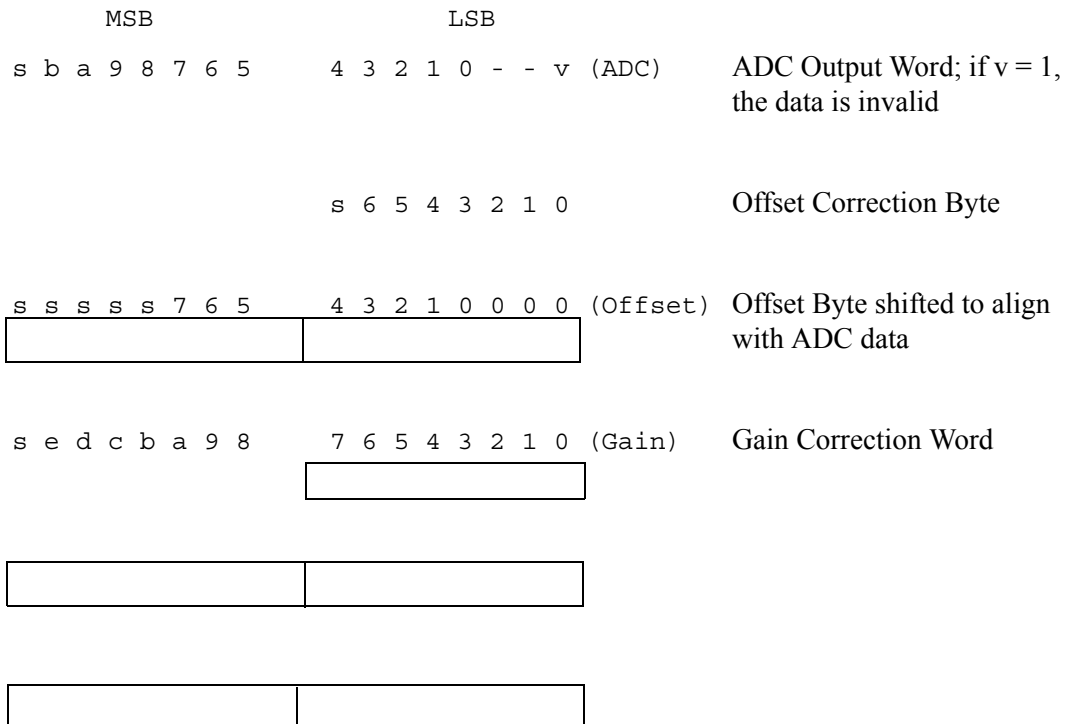 MSB LSB
s b a 9 8 7 6 5 4 3 2 1 0 - - v (ADC) ADC Output Word; if v = 1,
the data is invalid
s 6 5 4 3 2 1 0 Offset Correction Byte
s s s s s 7 6 5 4 3 2 1 0 0 0 0 (Offset) Offset Byte shifted to align
with ADC data
s e d c b a 9 8 7 6 5 4 3 2 1 0 (Gain) Gain Correction Word